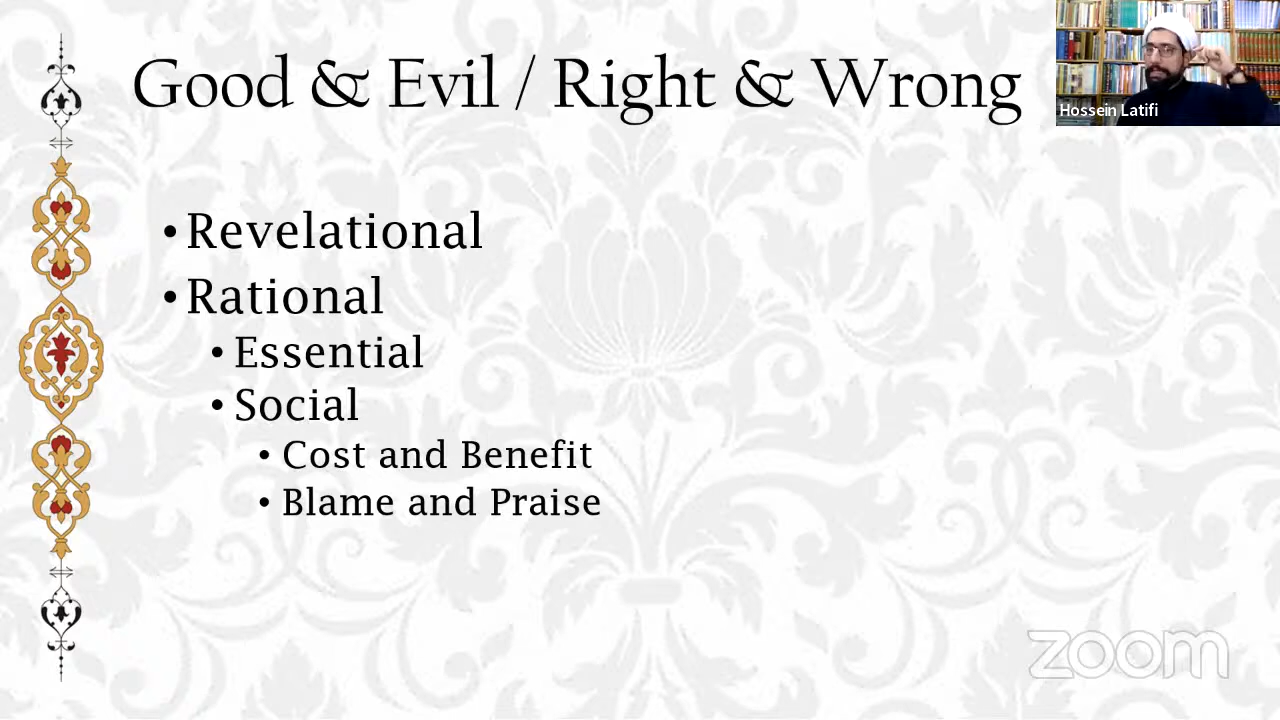 Good & Evil / Right & Wrong
Hossein Latifi
• Revelational
• Rational
• Essential
• Social
• Cost and Benefit
• Blame and Praise
zoom